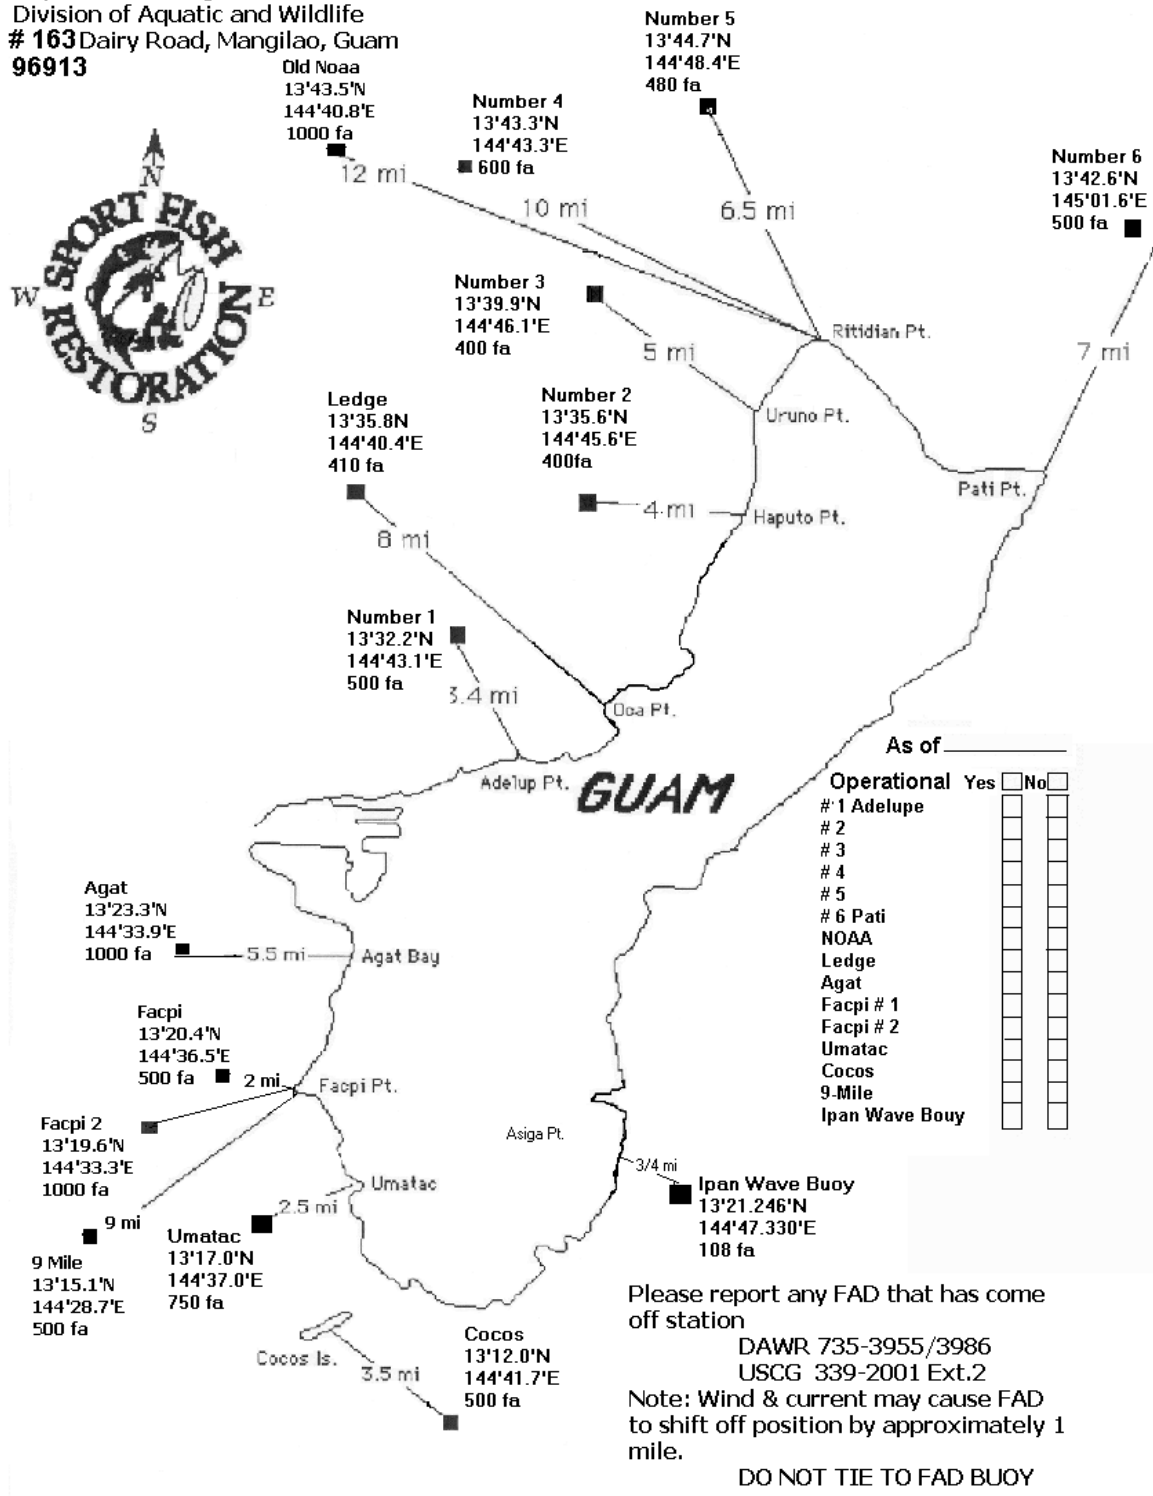 Division of Aquatic and Wildlife
# 163 Dairy Road, Mangilao, Guam
96913
Old Noaa
13'43.5'N
144'40.8'E
1000 fa
12 mi
Number 4
13'43.3'N
144'43.3'E
600 fa
10 mi
Number 5
13'44.7'N
144'48.4'E
480 fa
6.5 mi
Number 6
13'42.6'N
145'01.6'E
500 fa
7 mi
N
W
E
S
SPORT FISH
RESTORATION
Number 3
13'39.9'N
144'46.1'E
400 fa
5 mi
Ritidian Pt.
Uruno Pt.
Ledge
13'35.8N
144'40.4'E
410 fa
8 mi
Number 2
13'35.6'N
144'45.6'E
400fa
4 mi
Haputo Pt.
Pati Pt.
Number 1
13'32.2'N
144'43.1'E
500 fa
3.4 mi
Ooa Pt.
Adelup Pt.
GUAM
As of
Operational Yes No
# 1 Adelupe
# 2
# 3
# 4
# 5
# 6 Pati
NOAA
Ledge
Agat
Facpi # 1
Facpi # 2
Umatac
Cocos
9-Mile
Ipan Wave Bouy
Agat
13'23.3'N
144'33.9'E
1000 fa
5.5 mi
Agat Bay
Facpi
13'20.4'N
144'36.5'E
500 fa
2 mi
Facpi Pt.
Facpi 2
13'19.6'N
144'33.3'E
1000 fa
Asiga Pt.
3/4 mi
Ipan Wave Buoy
13'21.246'N
144'47.330'E
108 fa
Umatac
2.5 mi
9 mi
9 Mile
13'15.1'N
144'28.7'E
500 fa
Umatac
13'17.0'N
144'37.0'E
750 fa
Cocos Is.
3.5 mi
Cocos
13'12.0'N
144'41.7'E
500 fa
Please report any FAD that has come
off station
DAWR 735-3955/3986
USCG 339-2001 Ext.2
Note: Wind & current may cause FAD
to shift off position by approximately 1
mile.
DO NOT TIE TO FAD BUOY